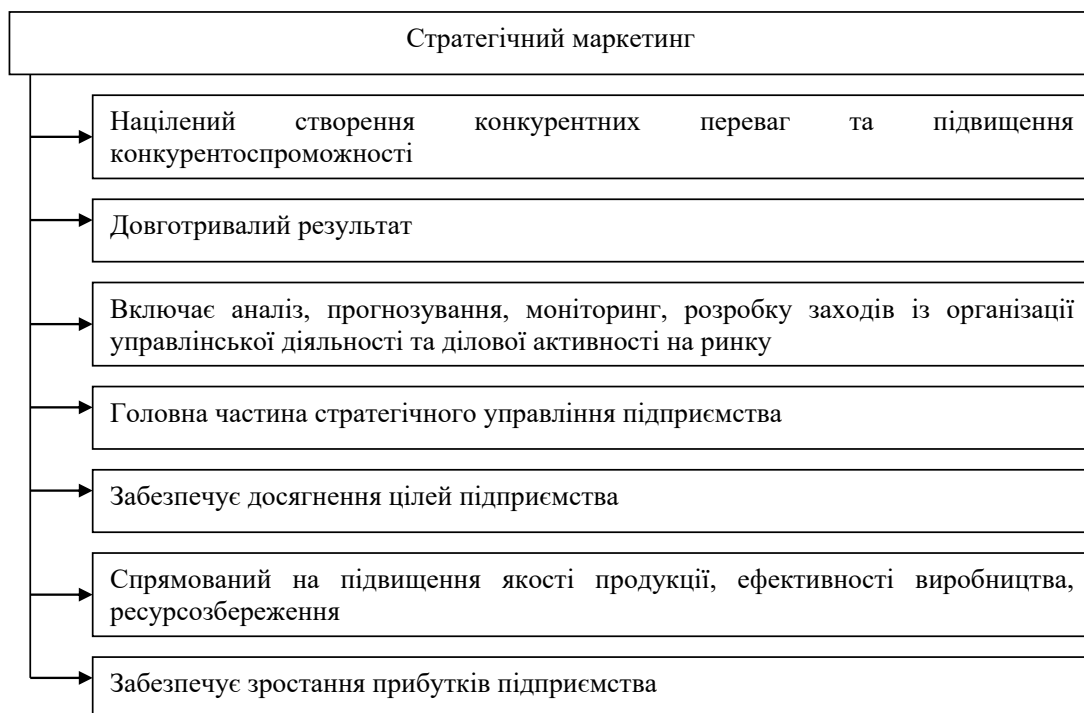 Стратегічний маркетинг
Націлений створення конкурентних переваг та підвищення
конкурентоспроможності
Довготривалий результат
Включає аналіз, прогнозування, моніторинг, розробку заходів із організації
управлінської діяльності та ділової активності на ринку
Головна частина стратегічного управління підприємства
Забезпечує досягнення цілей підприємства
Спрямований на підвищення якості продукції, ефективності виробництва,
ресурсозбереження
Забезпечує зростання прибутків підприємства